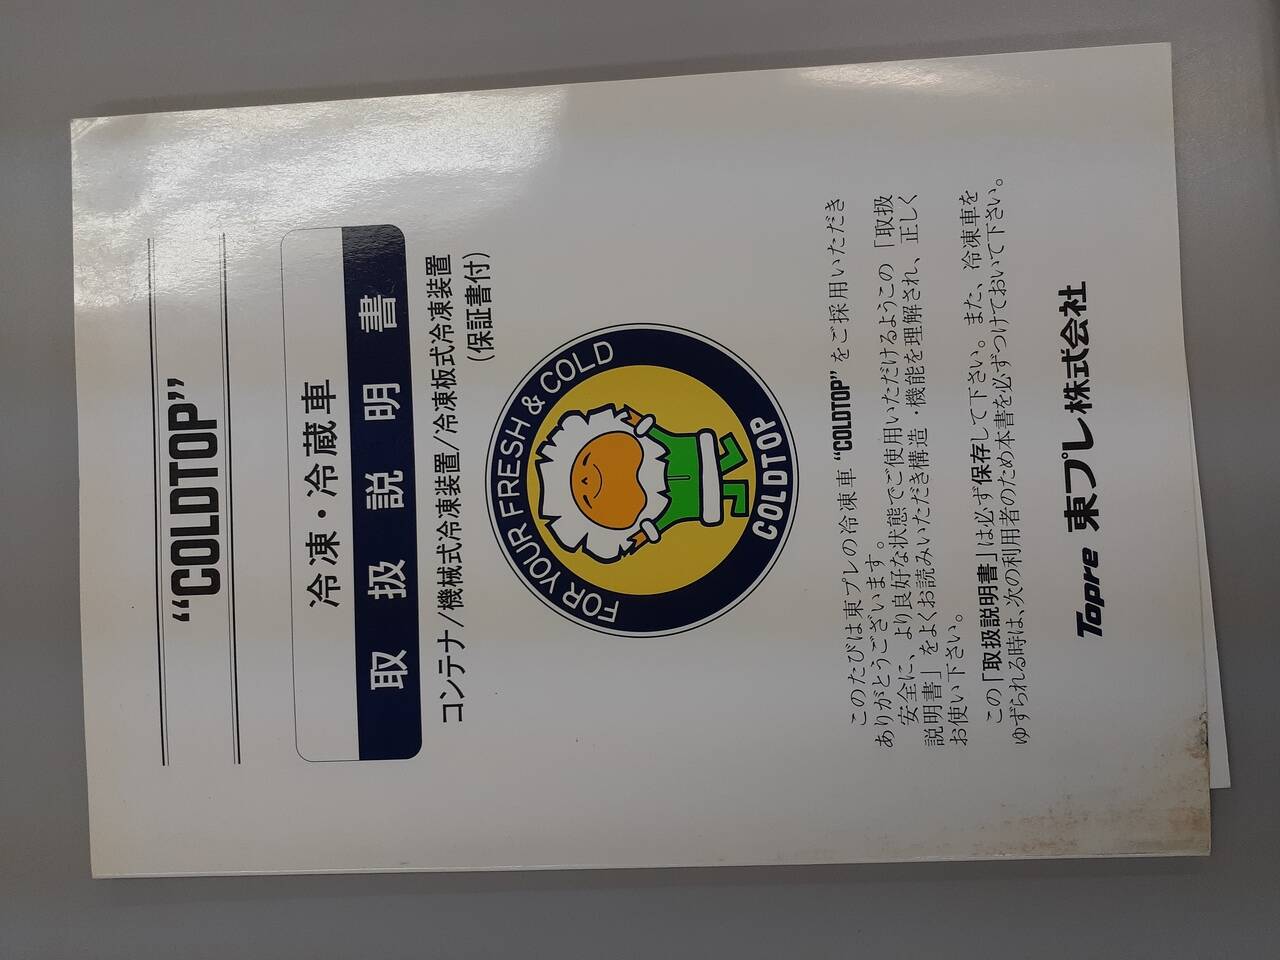 “COLDTOP”
冷凍・冷蔵車
取扱説明書
コンテナ/機械式冷凍装置/冷凍板式冷凍装置
(保証書付)
FOR YOUR FRESH & COLD
COLDTOP
このたびは東プレの冷凍車“COLDTOP”をご採用いただき
ありがとうございます。
安全に、より良好な状態でご使用いただけるようこの「取扱
説明書」をよくお読みいただき構造・機能を理解され、正しく
お使い下さい。
この「取扱説明書」は必ず保存して下さい。また、冷凍車を
ゆずられる時は、次の利用者のため本書を必ずつけておいて下さい。
Topre 東プレ株式会社